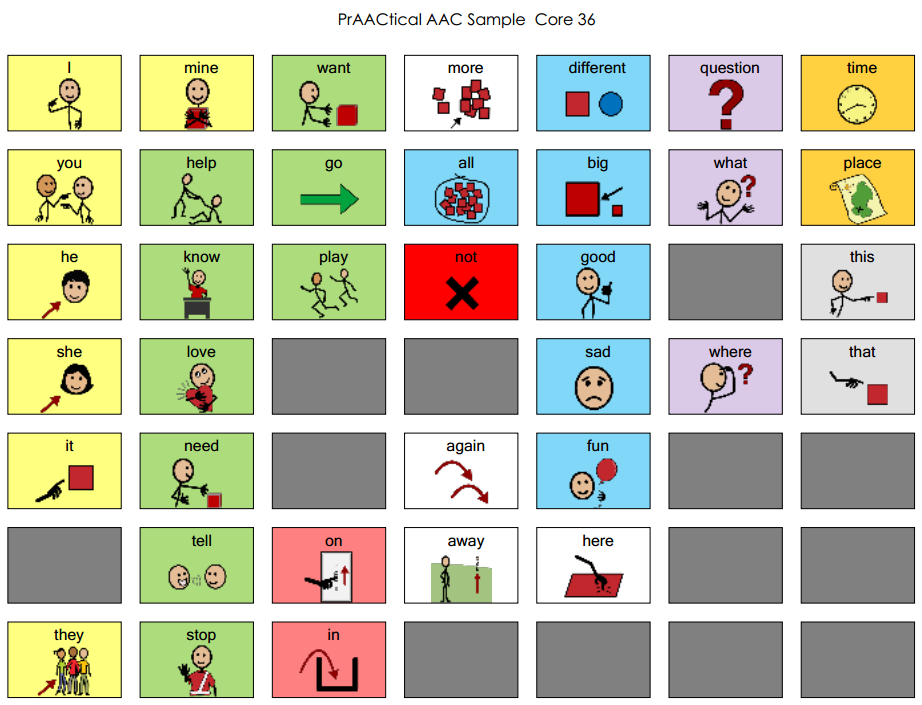 PrAACtical AAC Sample  Core 36
I mine want more different question time
you help go all big what place
he know play not good this
she love sad where that
it need again fun
tell on away here
they stop in